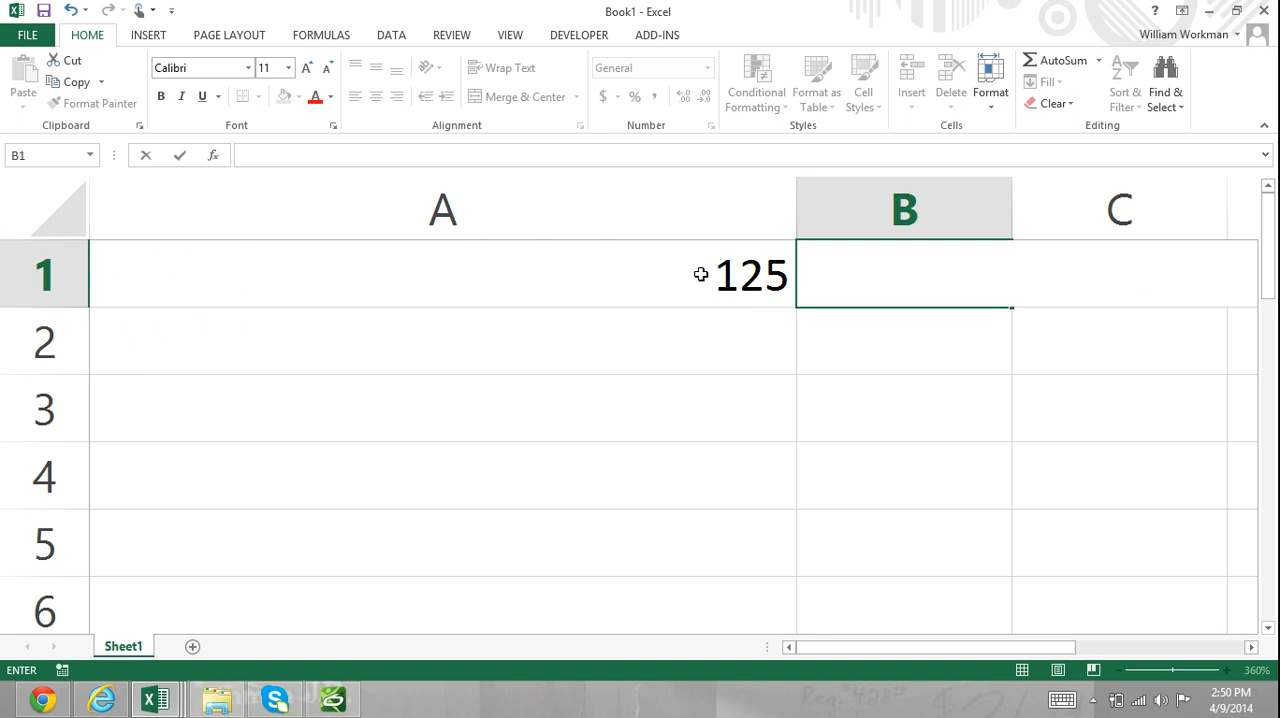 Book1 - Excel
?
FILE HOME INSERT PAGE LAYOUT FORMULAS DATA REVIEW VIEW DEVELOPER ADD-INS William Workman
Paste
Cut
Copy
Format Painter
Clipboard
Calibri 11
B I U A
Font
Wrap Text
Merge & Center
Alignment
General
$ % ,
Number
Conditional Formatting
Format as Table
Cell Styles
Styles
Insert
Delete
Format
Cells
AutoSum
Fill
Clear
Sort & Filter
Find & Select
Editing
B1 fx
A B C
1 125
2
3
4
5
6
Sheet1
ENTER 360%
2:50 PM
4/9/2014